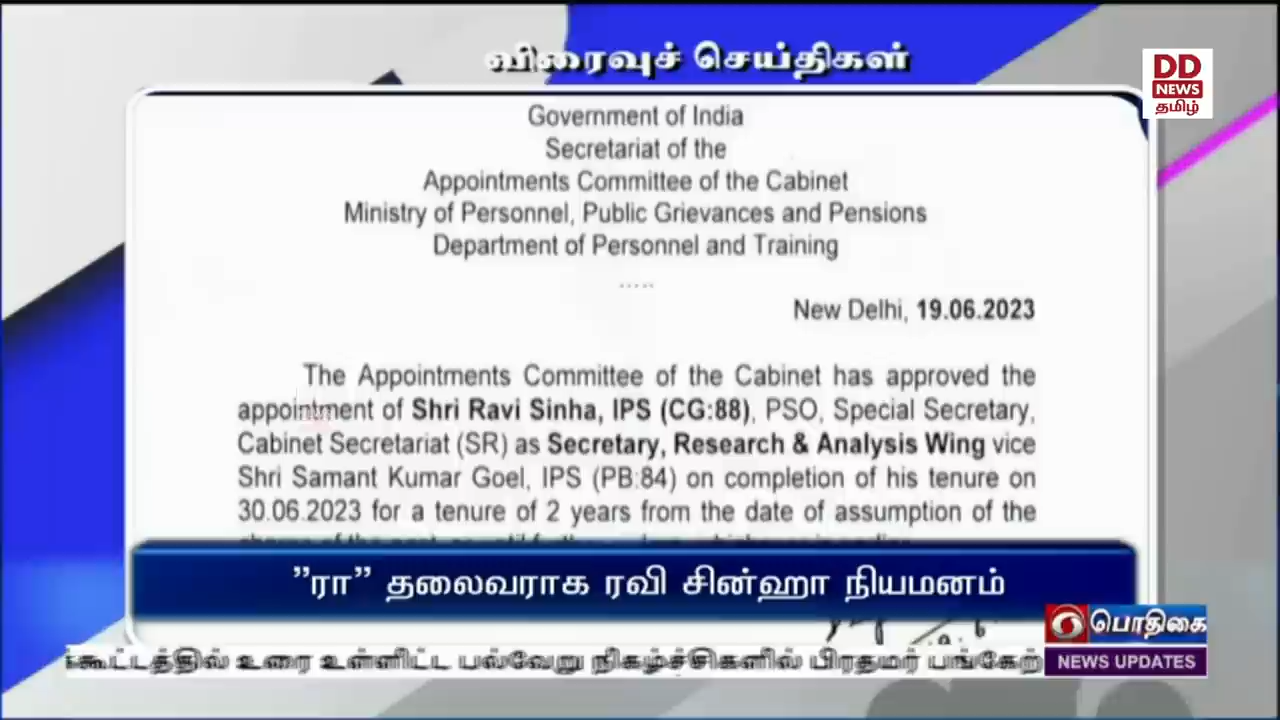 விரைவுச் செய்திகள்
DD
NEWS
தமிழ்
Government of India
Secretariat of the
Appointments Committee of the Cabinet
Ministry of Personnel, Public Grievances and Pensions
Department of Personnel and Training
.....
New Delhi, 19.06.2023
The Appointments Committee of the Cabinet has approved the
appointment of Shri Ravi Sinha, IPS (CG:88), PSO, Special Secretary,
Cabinet Secretariat (SR) as Secretary, Research & Analysis Wing vice
Shri Samant Kumar Goel, IPS (PB:84) on completion of his tenure on
30.06.2023 for a tenure of 2 years from the date of assumption of the
"ரா" தலைவராக ரவி சின்ஹா நியமனம்
பொதிகை
NEWS UPDATES
கூட்டத்தில் உரை உள்ளிட்ட பல்வேறு நிகழ்ச்சிகளில் பிரதமர் பங்கேற்